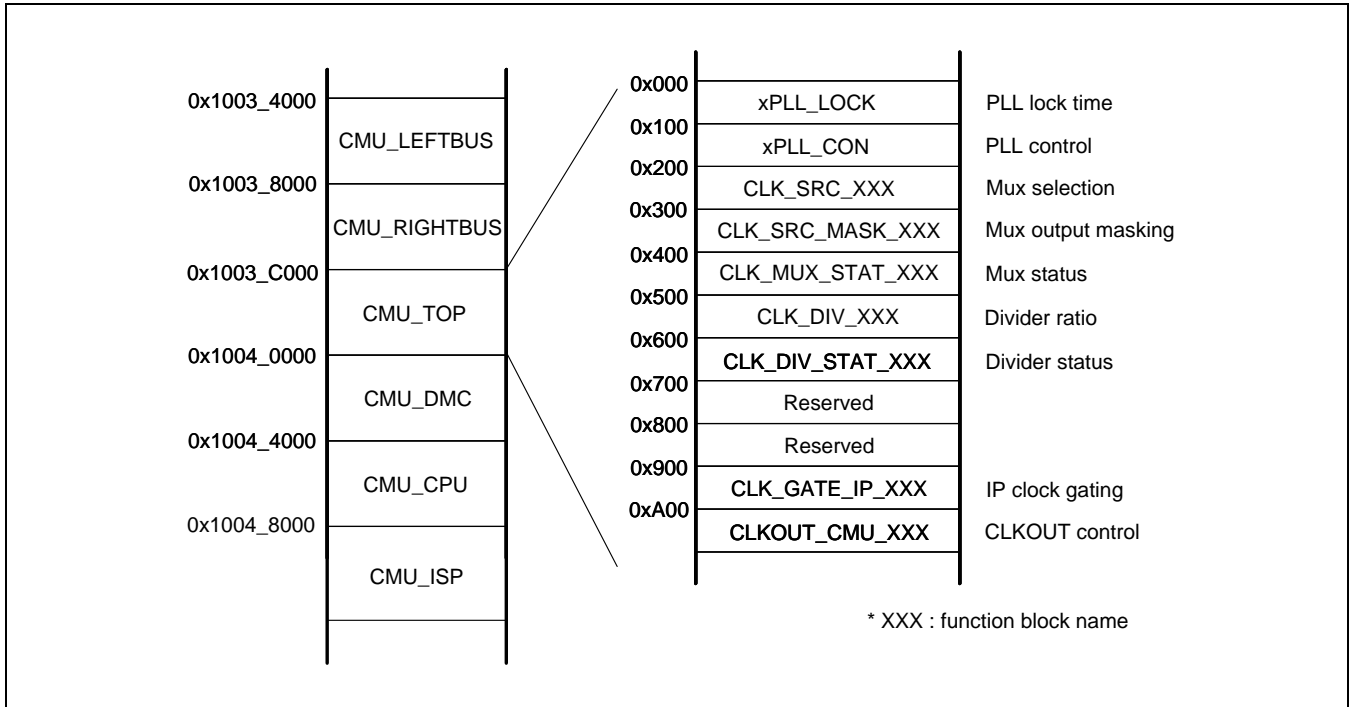 0x1003_4000
CMU_LEFTBUS
0x1003_8000
CMU_RIGHTBUS
0x1003_C000
CMU_TOP
0x1004_0000
CMU_DMC
0x1004_4000
CMU_CPU
0x1004_8000
CMU_ISP
0x000
xPLL_LOCK PLL lock time
0x100
xPLL_CON PLL control
0x200
CLK_SRC_XXX Mux selection
0x300
CLK_SRC_MASK_XXX Mux output masking
0x400
CLK_MUX_STAT_XXX Mux status
0x500
CLK_DIV_XXX Divider ratio
0x600
CLK_DIV_STAT_XXX Divider status
0x700
Reserved
0x800
Reserved
0x900
CLK_GATE_IP_XXX IP clock gating
0xA00
CLKOUT_CMU_XXX CLKOUT control
* XXX : function block name